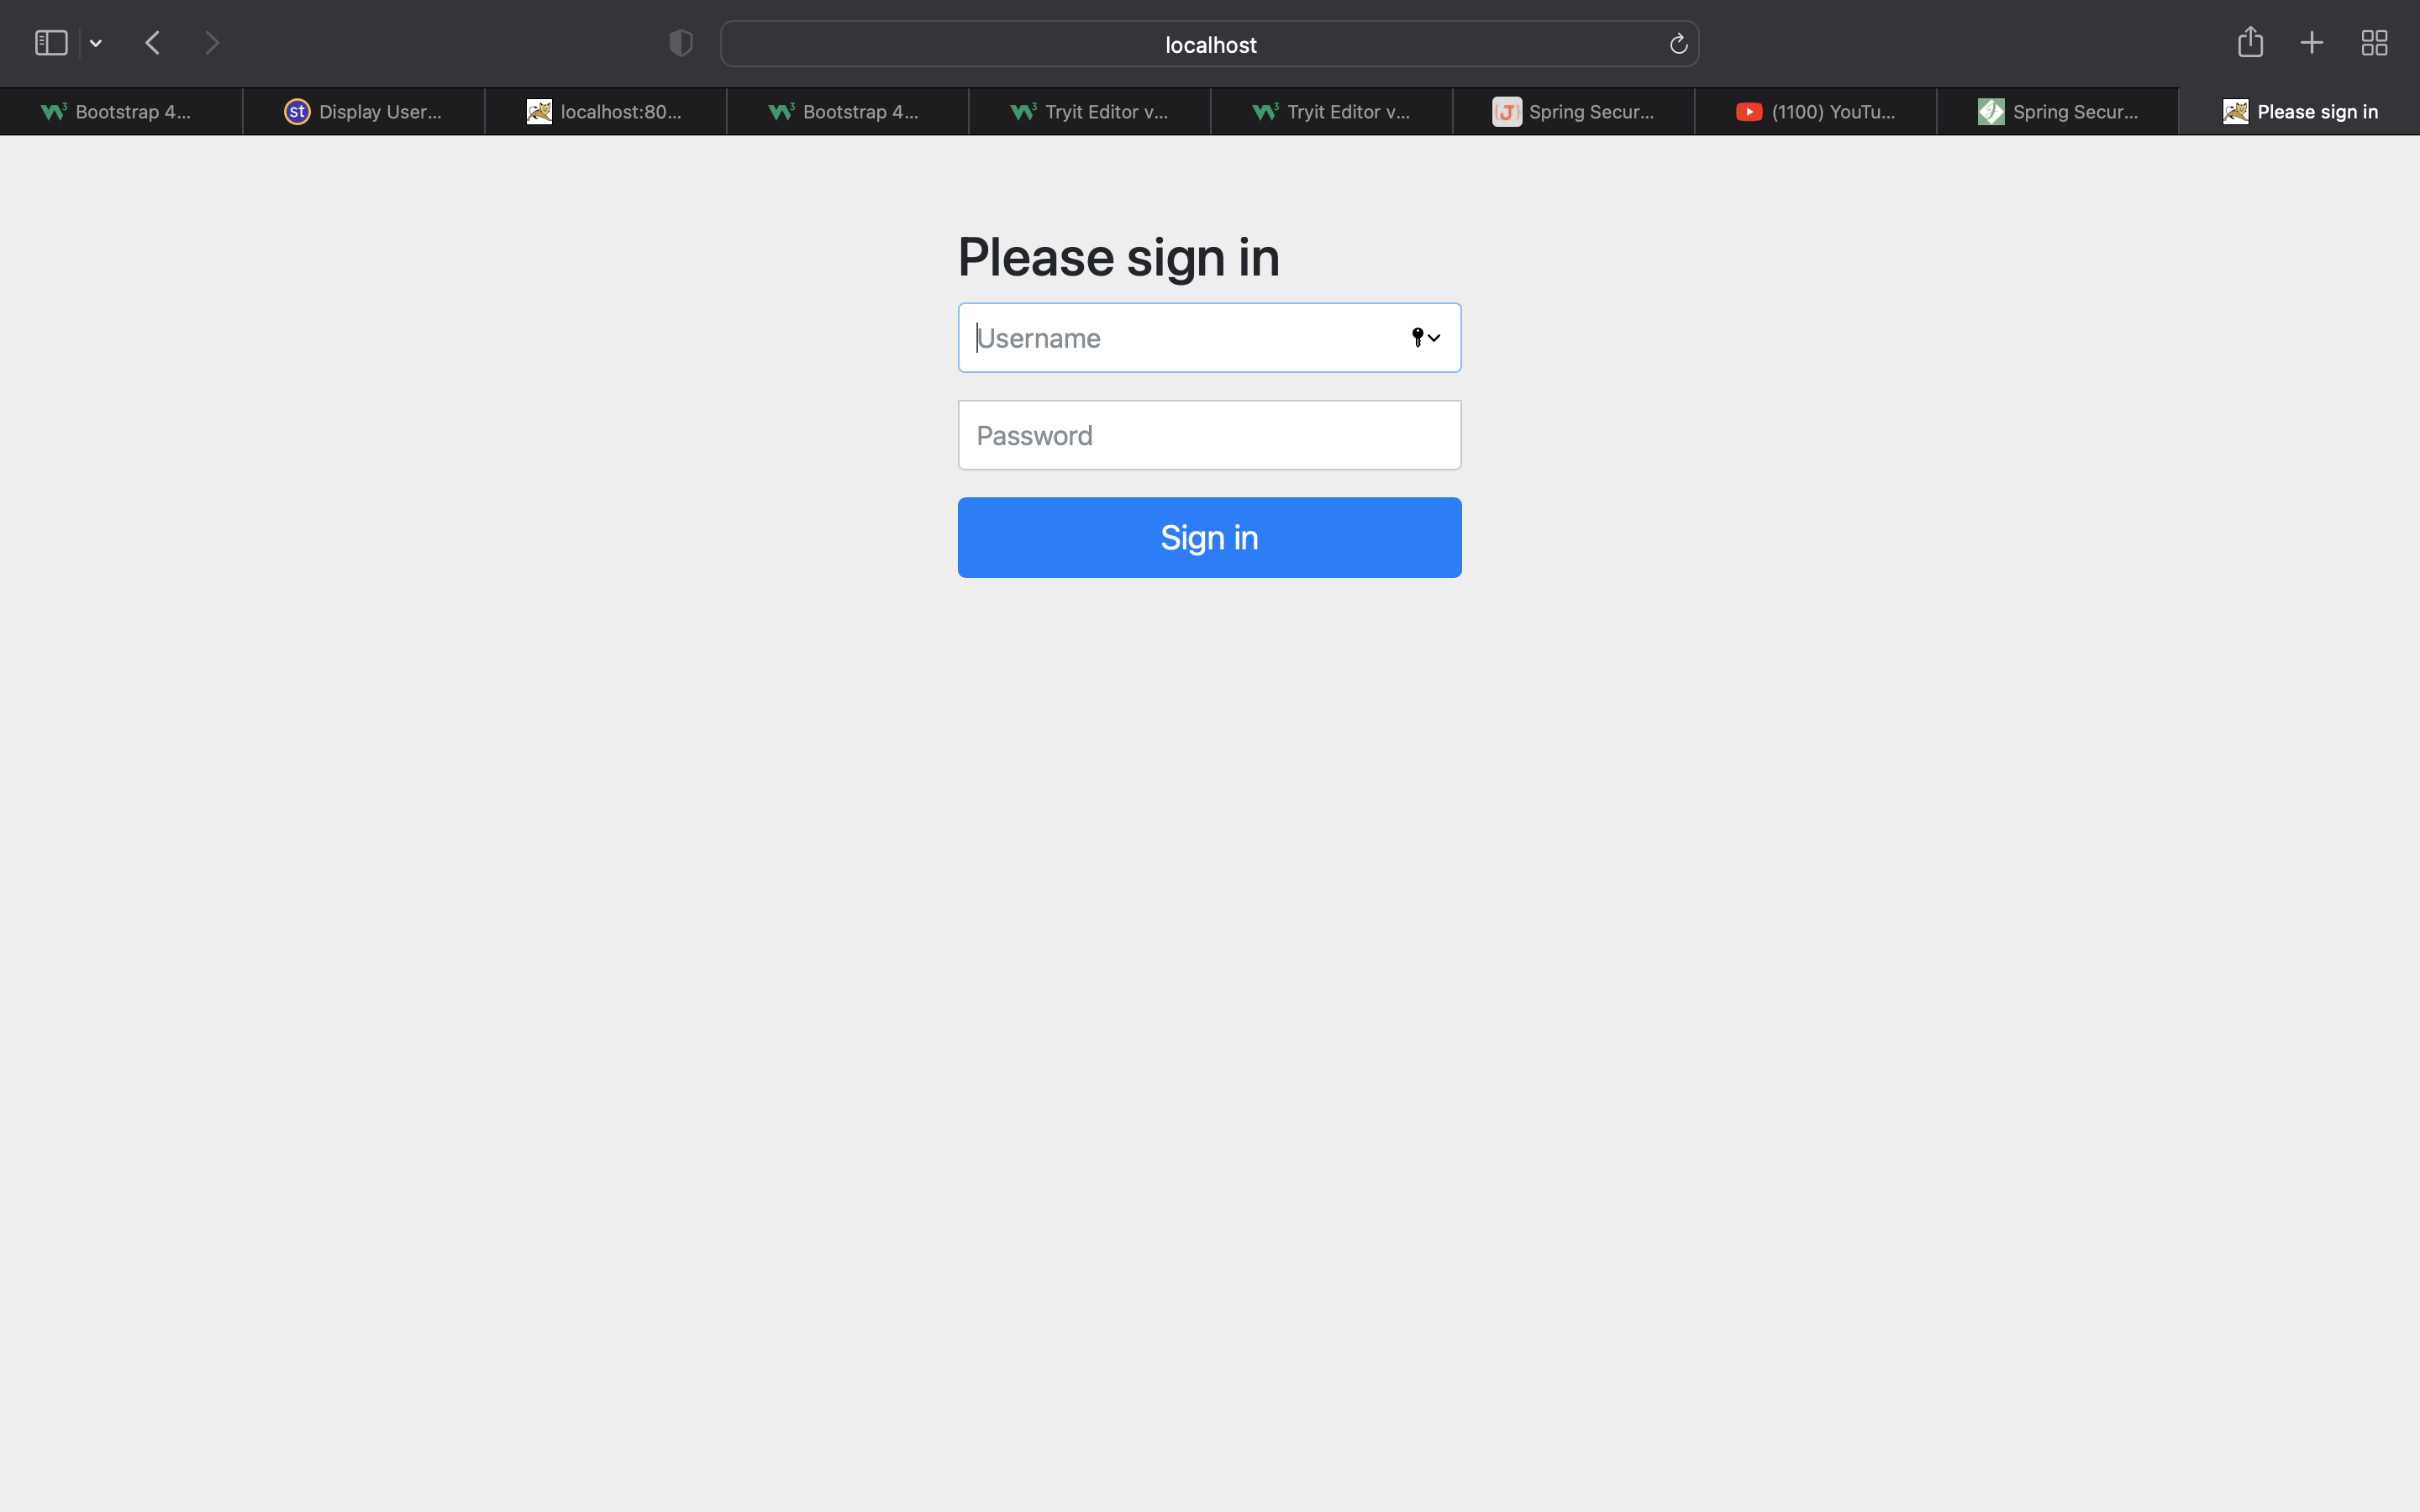 localhost
Bootstrap 4...
st Display User...
localhost:80...
Bootstrap 4...
Tryit Editor v...
Tryit Editor v...
{J} Spring Secur...
(1100) YouTu...
Spring Secur...
Please sign in
Please sign in
Username
Password
Sign in